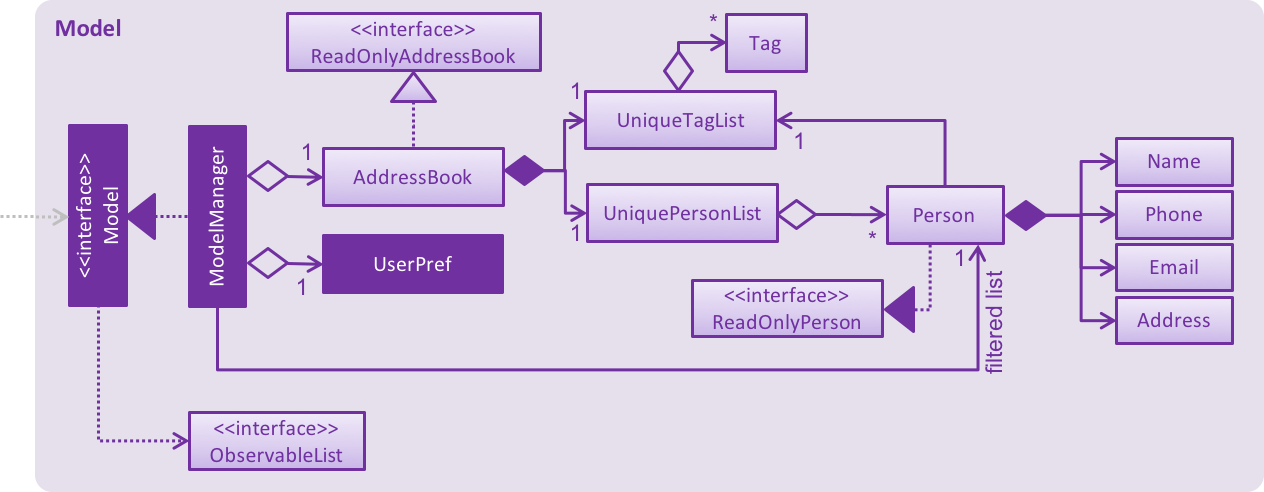 Model
<<interface>>
ReadOnlyAddressBook
*
Tag
1
UniqueTagList
1
<<interface>>
Model
ModelManager
1
AddressBook
Name
UniquePersonList
1
*
Person
Phone
1
UserPref
1
Email
<<interface>>
ReadOnlyPerson
filtered list
Address
<<interface>>
ObservableList